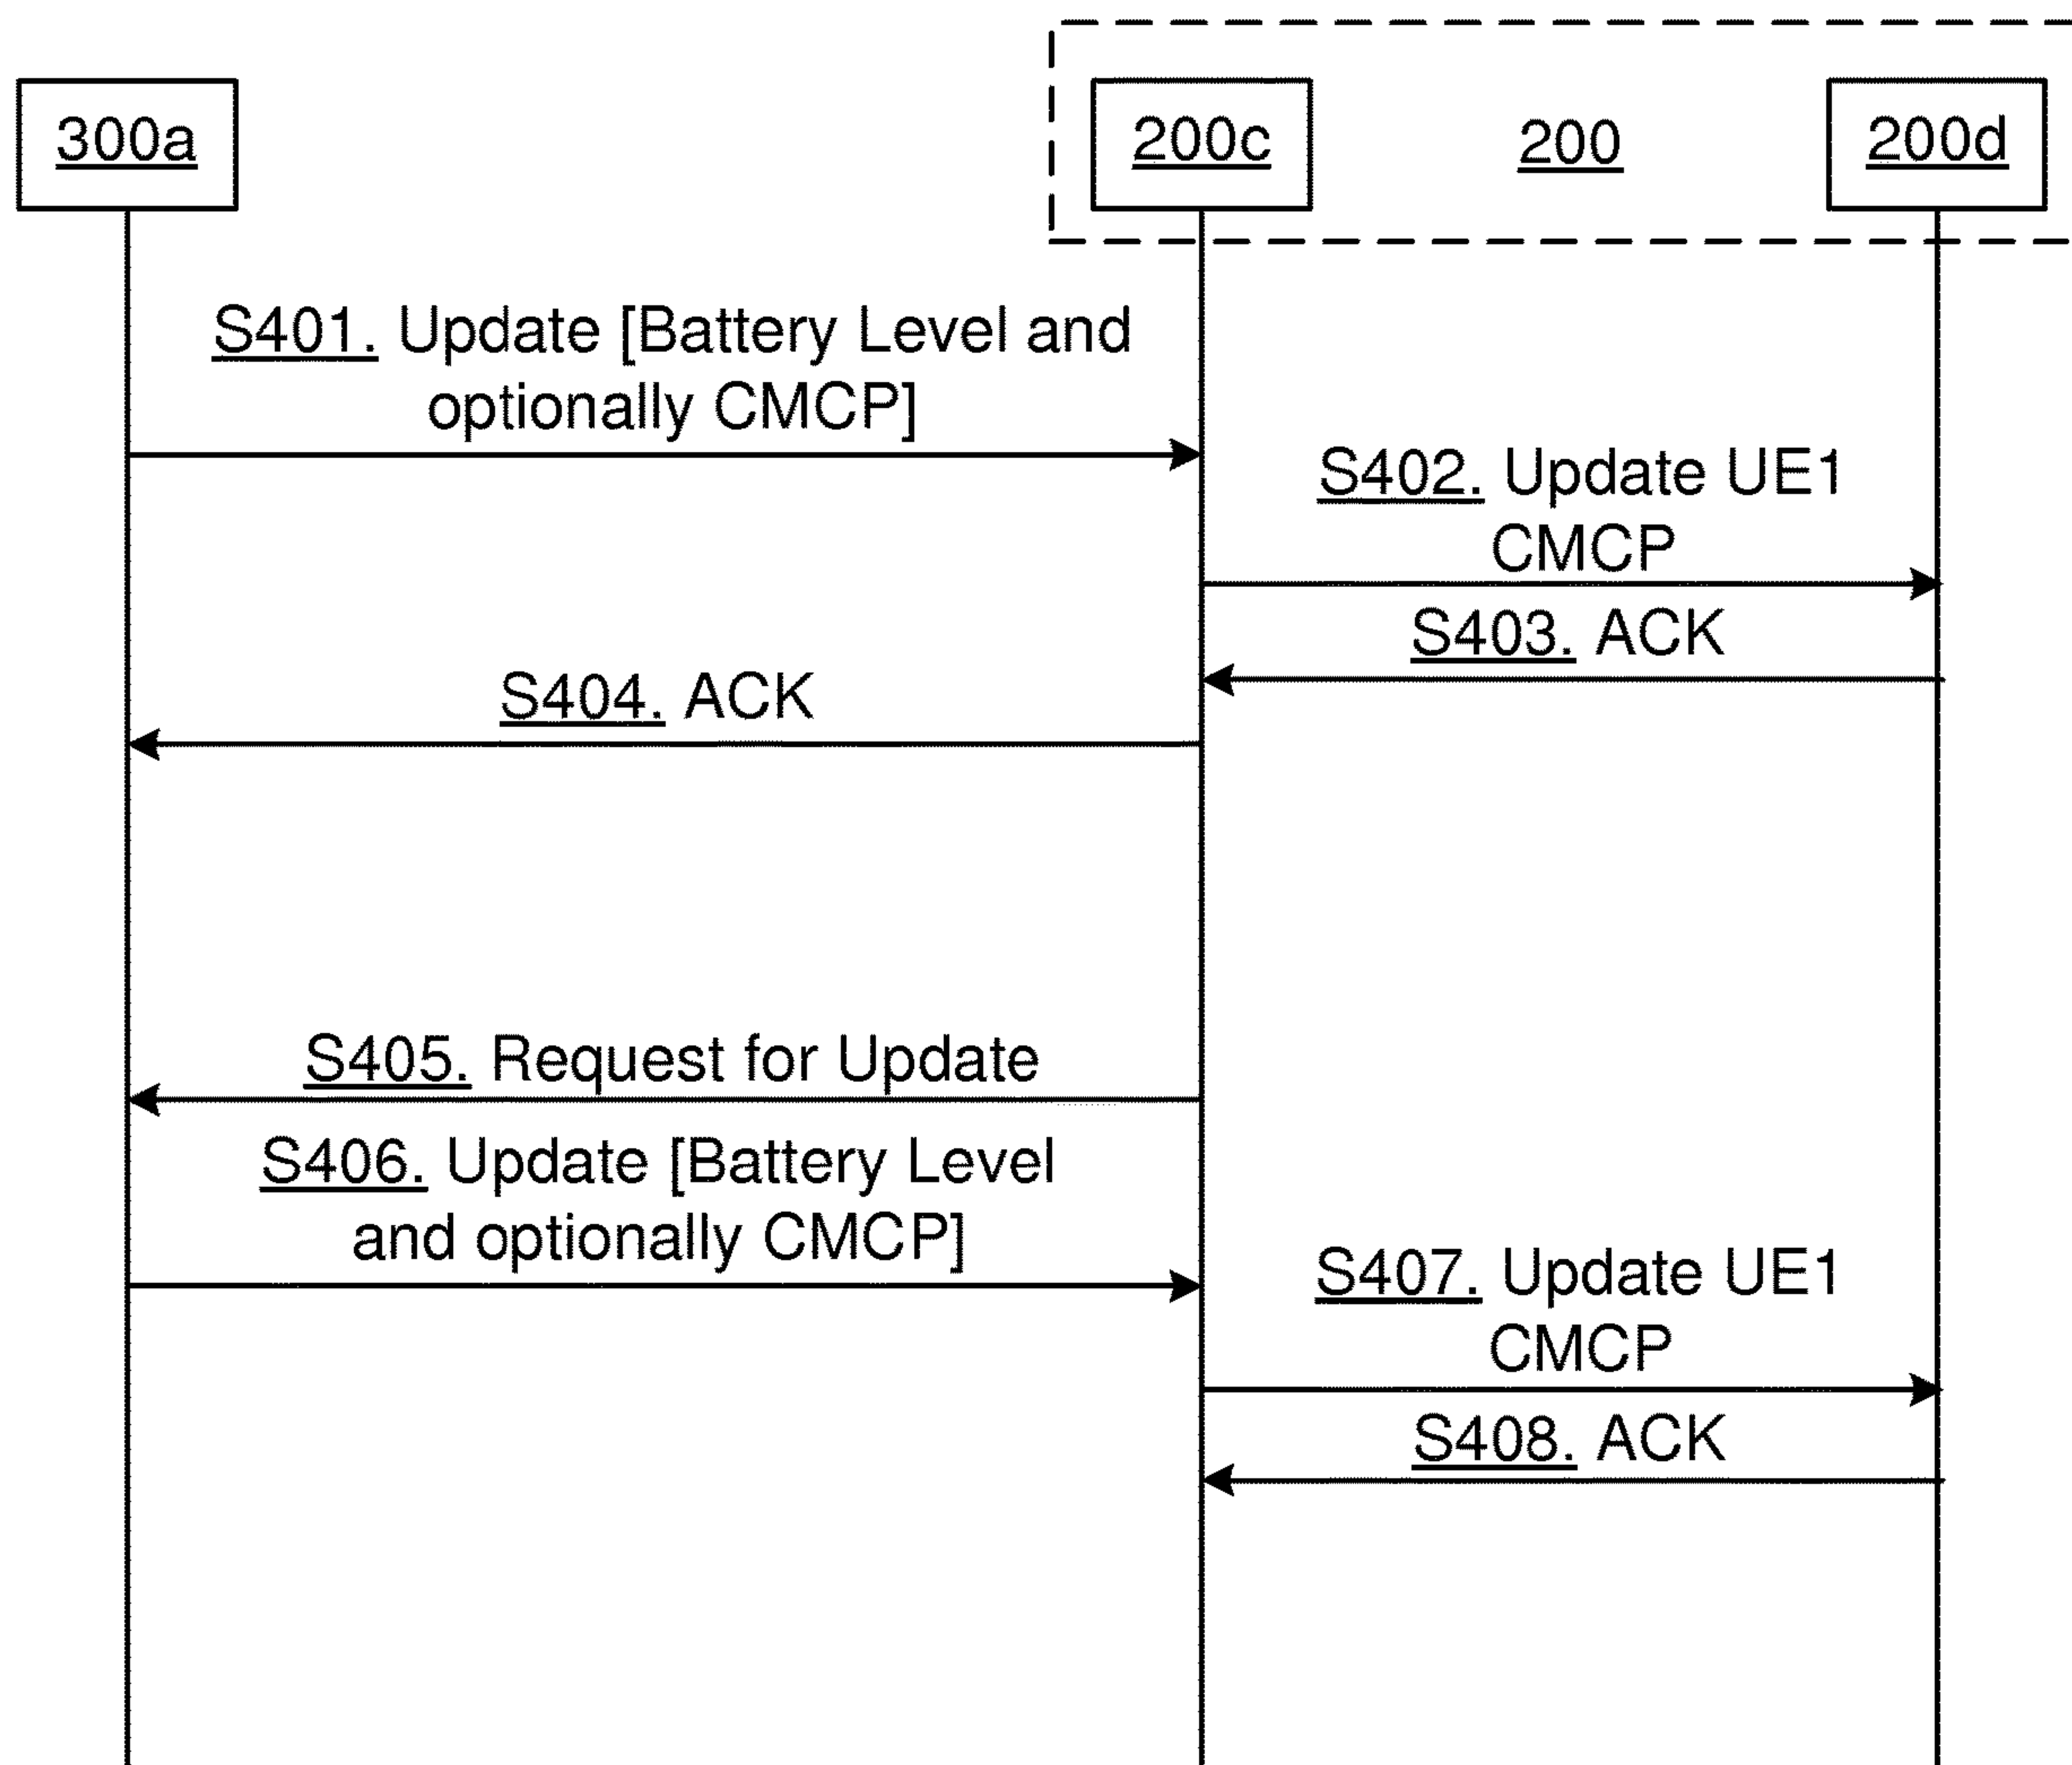 300a
200c
200
200d
S401. Update [Battery Level and
optionally CMCP]
S402. Update UE1
CMCP
S403. ACK
S404. ACK
S405. Request for Update
S406. Update [Battery Level
and optionally CMCP]
S407. Update UE1
CMCP
S408. ACK